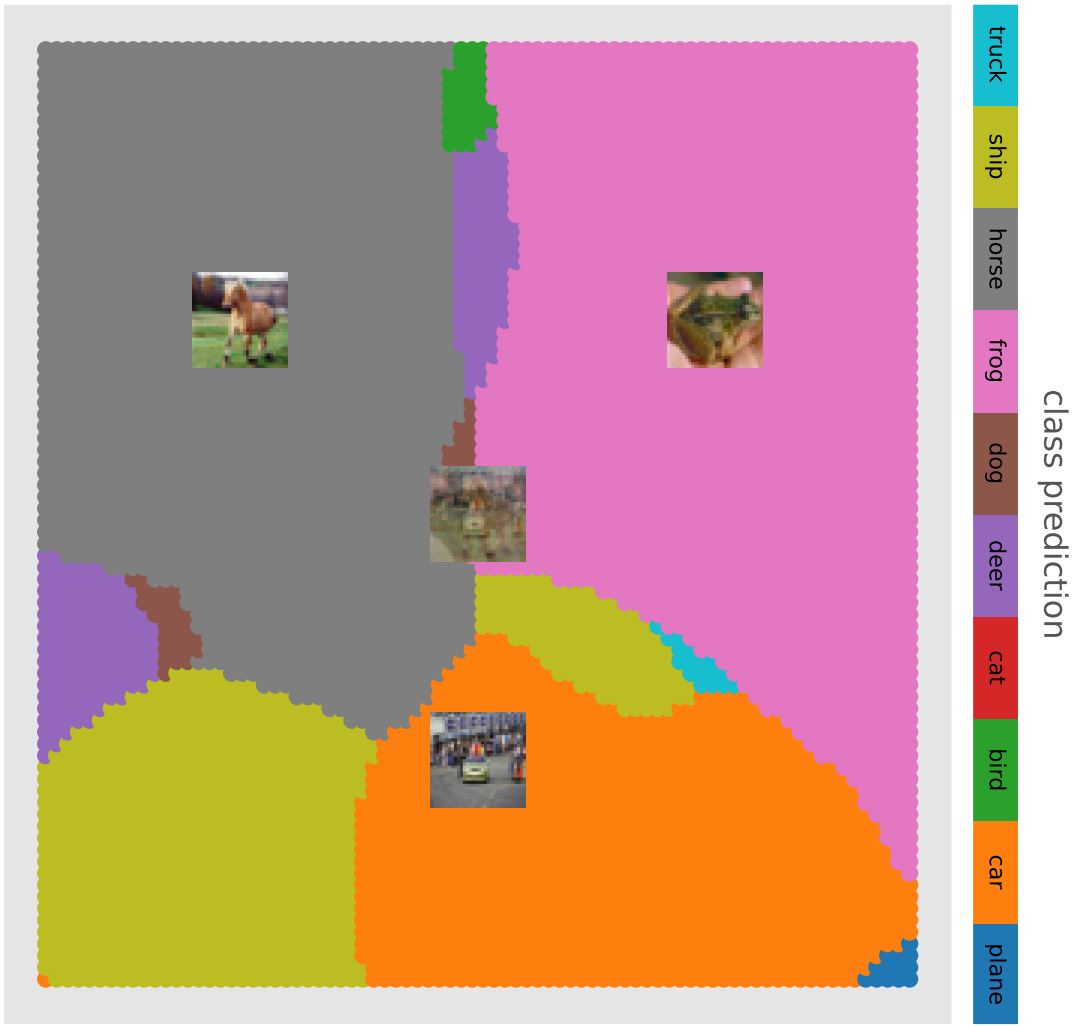 truck
ship
horse
frog
dog
deer
cat
bird
car
plane
class prediction